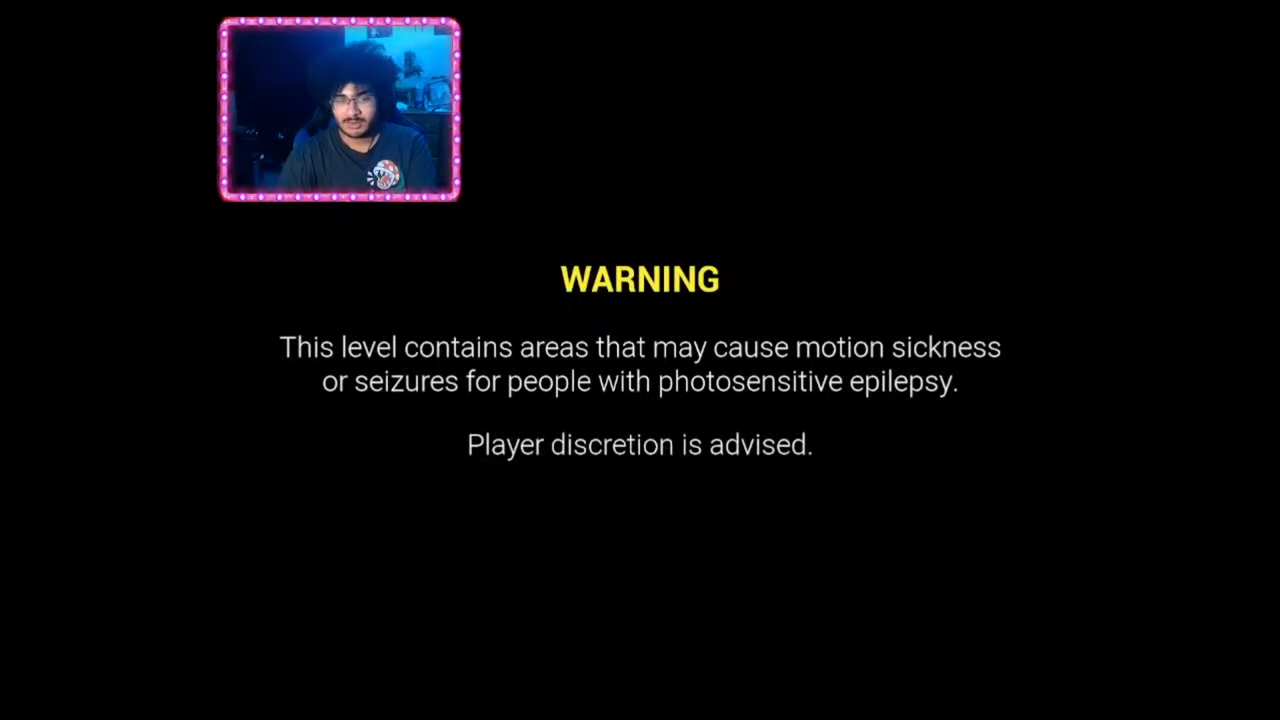 WARNING
This level contains areas that may cause motion sickness
or seizures for people with photosensitive epilepsy.
Player discretion is advised.